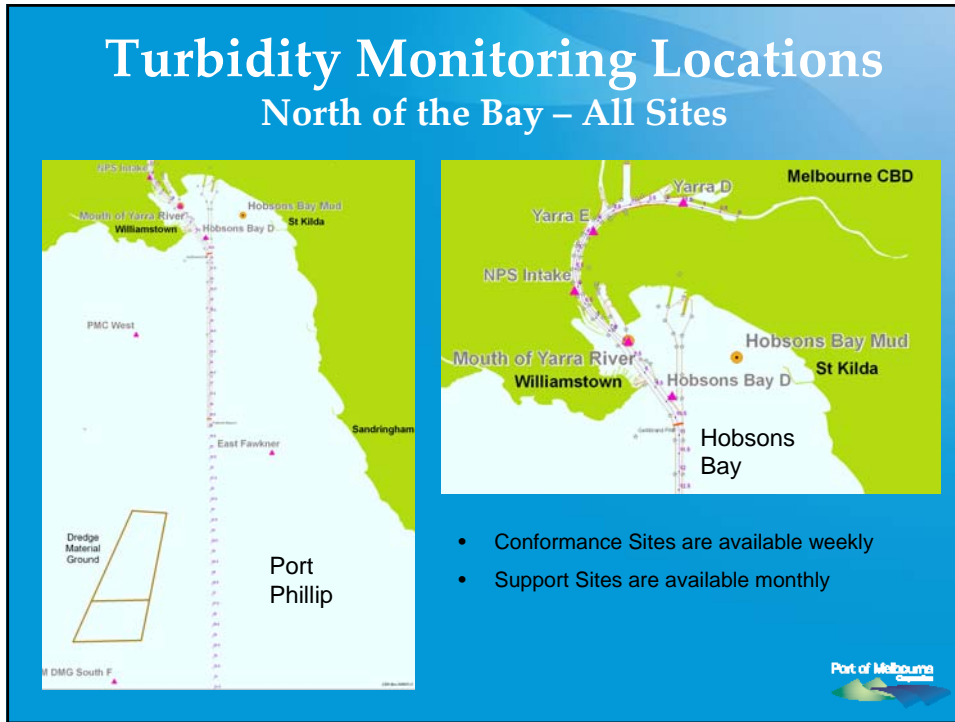 Turbidity Monitoring Locations
North of the Bay – All Sites
NPS Intake
Mouth of Yarra River
Williamstown
Hobsons Bay Mud
St Kilda
Hobsons Bay D
PMC West
Sandringham
East Fawkner
Dredge
Material
Ground
Port
Phillip
M DMG South F
Melbourne CBD
Yarra D
Yarra E
NPS Intake
Mouth of Yarra River
Williamstown
Hobsons Bay Mud
St Kilda
Hobsons Bay D
Hobsons
Bay
• Conformance Sites are available weekly
• Support Sites are available monthly
Port of Melbourne
Corporation